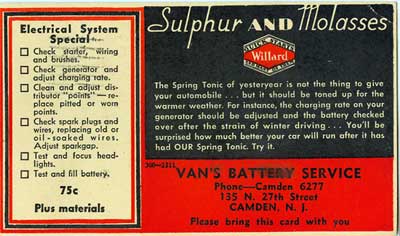 Electrical System
Special
Check starter, wiring
and brushes.
Check generator and
adjust charging rate.
Clean and adjust dis-
tributor "points" — re-
place pitted or worn
points.
Check spark plugs and
wires, replacing old or
oil-soaked wires.
Adjust sparkgap.
Test and focus head-
lights.
Test and fill battery.
75c
Plus materials
Sulphur AND Molasses
QUICK STARTS
Willard
The Spring Tonic of yesteryear is not the thing to give
your automobile . . . but it should be toned up for the
warmer weather. For instance, the charging rate on your
generator should be adjusted and the battery checked
over after the strain of winter driving . . . You'll be
surprised how much better your car will run after it has
had OUR Spring Tonic. Try it.
VAN'S BATTERY SERVICE
Phone—Camden 6277
135 N. 27th Street
CAMDEN, N. J.
Please bring this card with you